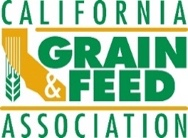 CALIFORNIA
GRAIN
& FEED
ASSOCIATION